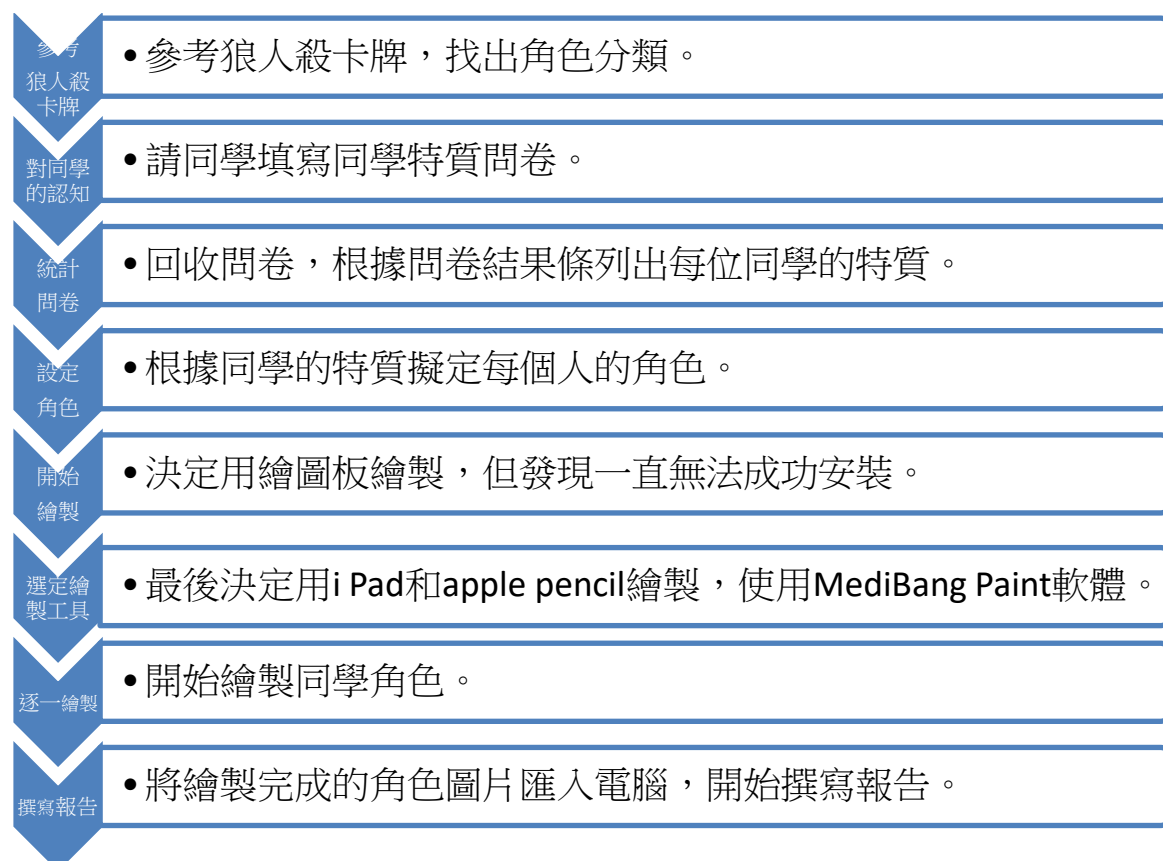 參考
狼人殺
卡牌
•參考狼人殺卡牌，找出角色分類。
對同學
的認知
•請同學填寫同學特質問卷。
統計
問卷
•回收問卷，根據問卷結果條列出每位同學的特質。
設定
角色
•根據同學的特質擬定每個人的角色。
開始
繪製
•決定用繪圖板繪製，但發現一直無法成功安裝。
選定繪
製工具
•最後決定用i Pad和apple pencil繪製，使用MediBang Paint軟體。
逐一繪製
•開始繪製同學角色。
撰寫報告
•將繪製完成的角色圖片匯入電腦，開始撰寫報告。